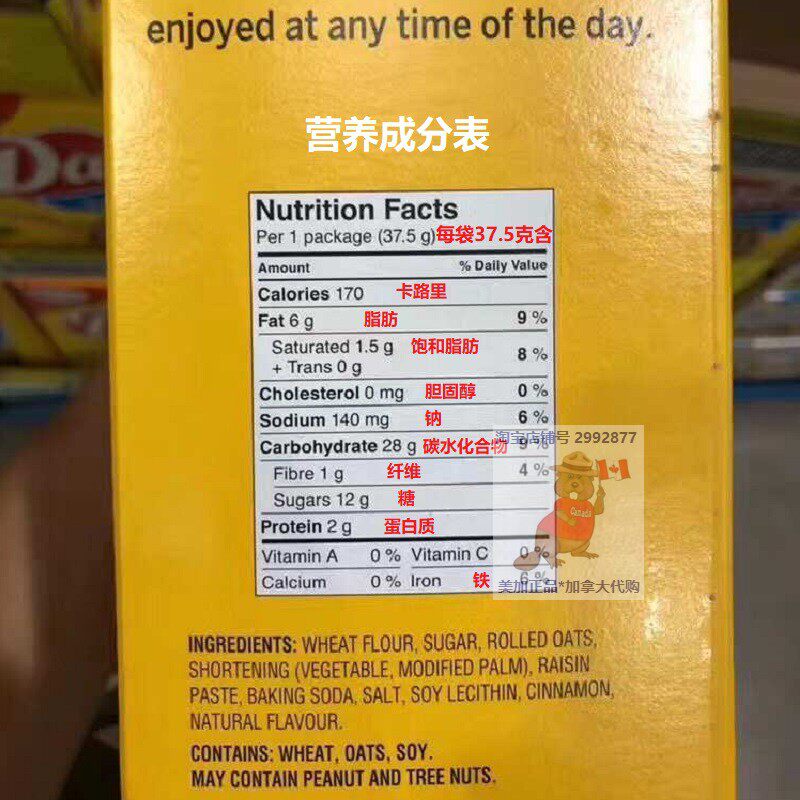 enjoyed at any time of the day.
营养成分表
Da
Nutrition Facts
Per 1 package (37.5 g)每袋37.5克含
Amount % Daily Value
Calories 170 卡路里
Fat 6 g 脂肪 9 %
Saturated 1.5 g 饱和脂肪
+ Trans 0 g 8 %
Cholesterol 0 mg 胆固醇 0 %
Sodium 140 mg 钠 6 %
淘宝店铺号 2992877
Carbohydrate 28 g 碳水化合物 9 %
Fibre 1 g 纤维 4 %
Sugars 12 g 糖
Canada
Protein 2 g 蛋白质
Vitamin A 0 % Vitamin C 0 %
Calcium 0 % Iron 铁 6 %
美加正品*加拿大代购
INGREDIENTS: WHEAT FLOUR, SUGAR, ROLLED OATS,
SHORTENING (VEGETABLE, MODIFIED PALM), RAISIN
PASTE, BAKING SODA, SALT, SOY LECITHIN, CINNAMON,
NATURAL FLAVOUR.
CONTAINS: WHEAT, OATS, SOY.
MAY CONTAIN PEANUT AND TREE NUTS.